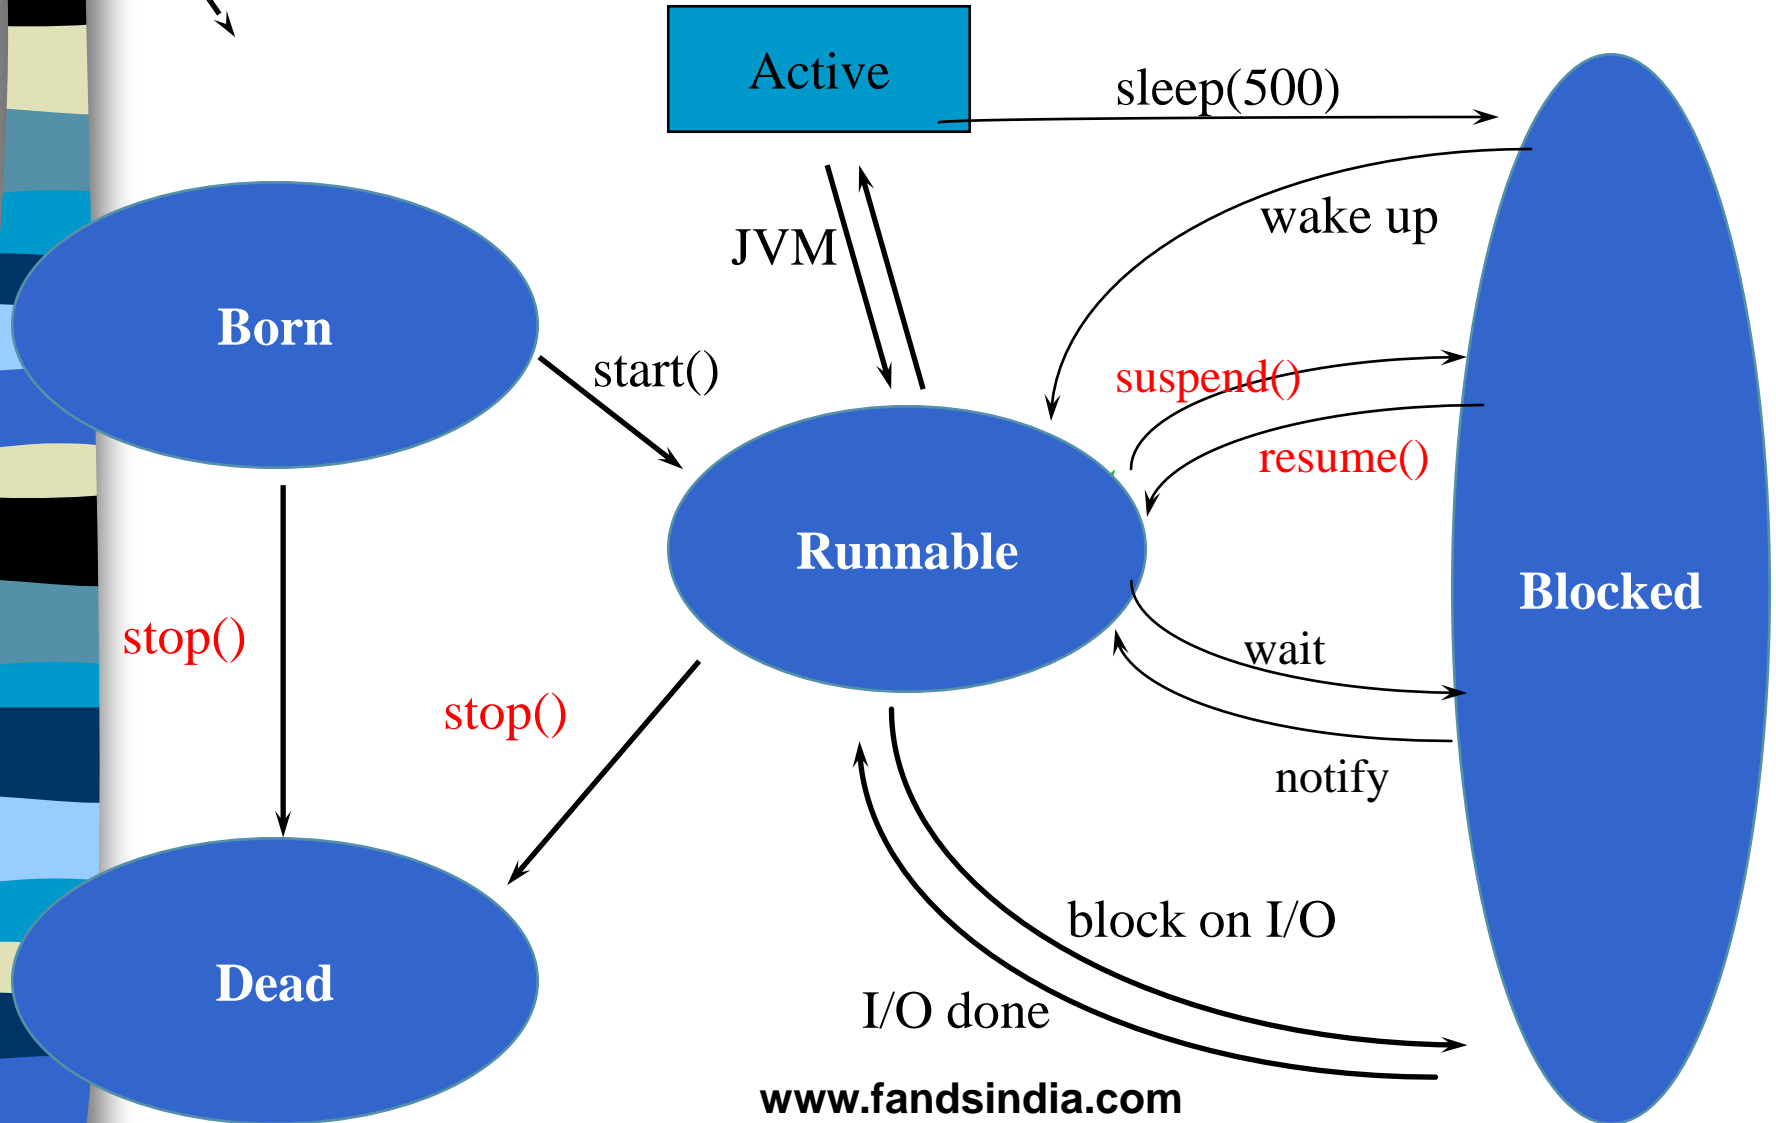 Active
sleep(500)
wake up
JVM
Born
start()
suspend()
resume()
Runnable
Blocked
stop()
wait
stop()
notify
block on I/O
Dead
I/O done
www.fandsindia.com